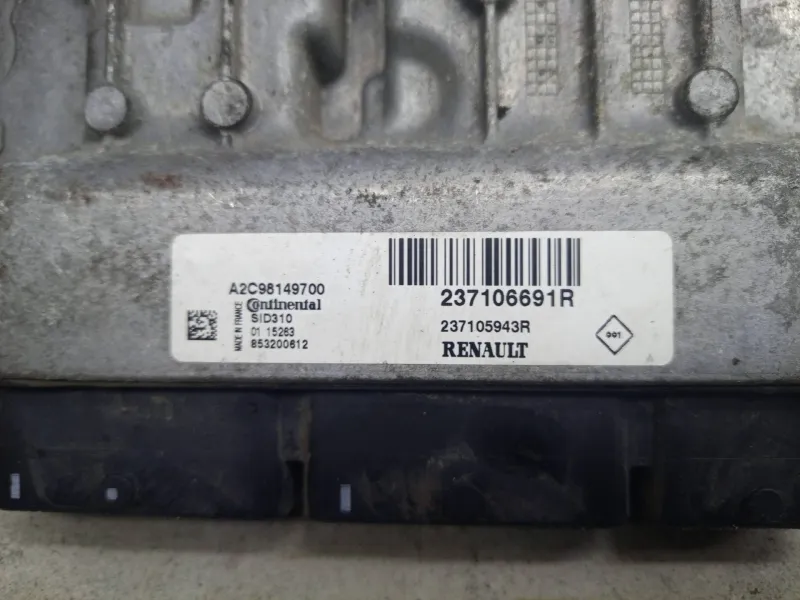 A2C98149700
MADE IN FRANCE
Continental
SID310
01 15263
853200612
237106691R
237105943R
RENAULT
001
A